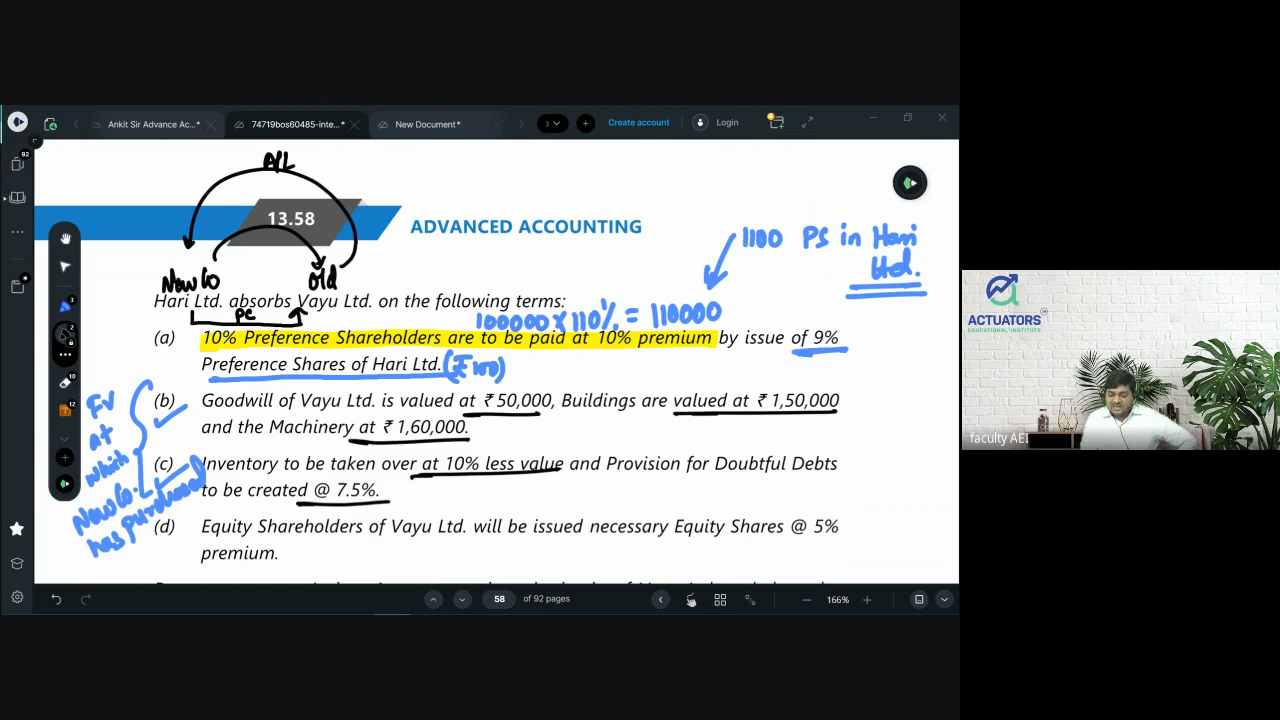 Ankit Sir Advance Ac...*
74719bos60485-inte...*
New Document*
3
Create account
Login
92
A/L
13.58
ADVANCED ACCOUNTING
1100 PS in Hari
Ltd.
New Co
Old
Hari Ltd. absorbs Vayu Ltd. on the following terms:
PC
100000 x 110% = 110000
(a) 10% Preference Shareholders are to be paid at 10% premium by issue of 9%
Preference Shares of Hari Ltd. (₹100)
(b) Goodwill of Vayu Ltd. is valued at ₹ 50,000, Buildings are valued at ₹ 1,50,000
and the Machinery at ₹ 1,60,000.
(c) Inventory to be taken over at 10% less value and Provision for Doubtful Debts
to be created @ 7.5%.
(d) Equity Shareholders of Vayu Ltd. will be issued necessary Equity Shares @ 5%
premium.
FV
at
which
New Co.
has purchased
3
2
10
12
58
of 92 pages
166%
ACTUATORS
EDUCATIONAL INSTITUTE
faculty AEI